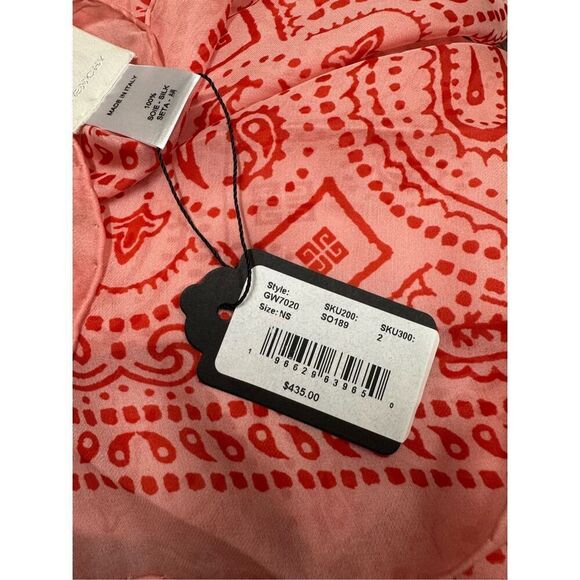 MADE IN ITALY
100%
SOIE - SILK
SETA - 絹
Style:
GW7020
Size: NS
SKU200:
SO189
SKU300:
2
1 96629 63965 0
$435.00